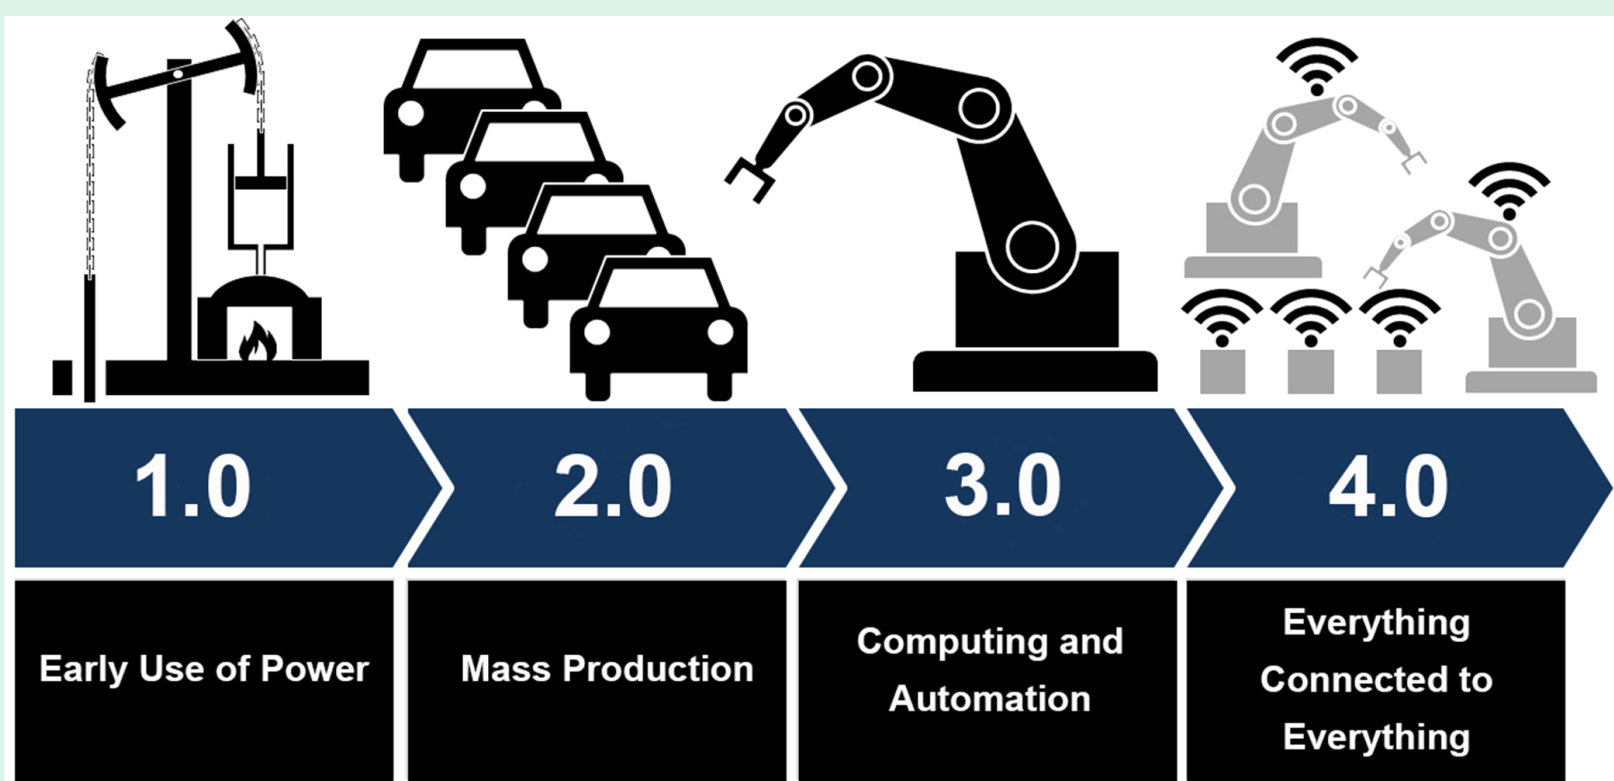 1.0
2.0
3.0
4.0
Early Use of Power
Mass Production
Computing and
Automation
Everything
Connected to
Everything